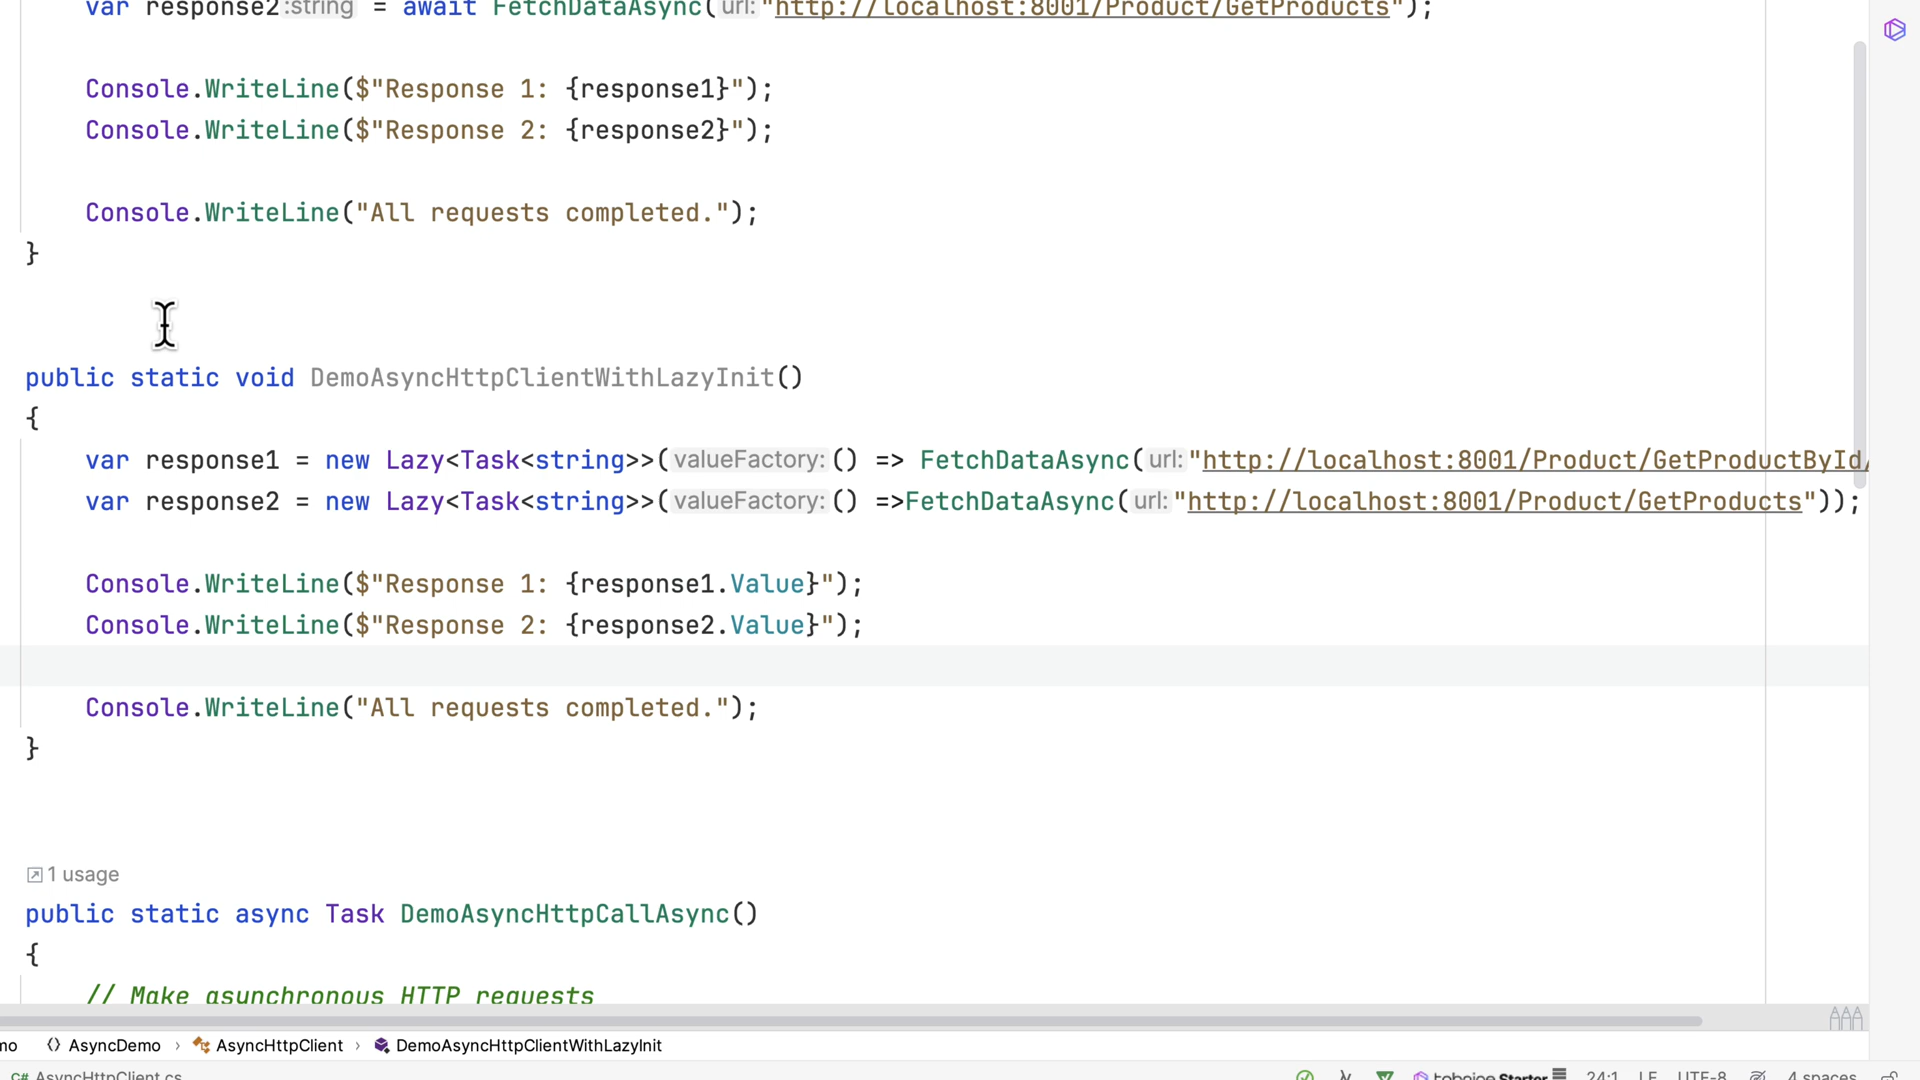 var response2:string = await FetchDataAsync(url:"http://localhost:8001/Product/GetProducts");
Console.WriteLine($"Response 1: {response1}");
Console.WriteLine($"Response 2: {response2}");
Console.WriteLine("All requests completed.");
}
public static void DemoAsyncHttpClientWithLazyInit()
{
var response1 = new Lazy<Task<string>>(valueFactory:() => FetchDataAsync(url:"http://localhost:8001/Product/GetProductById/
var response2 = new Lazy<Task<string>>(valueFactory:() =>FetchDataAsync(url:"http://localhost:8001/Product/GetProducts"));
Console.WriteLine($"Response 1: {response1.Value}");
Console.WriteLine($"Response 2: {response2.Value}");
Console.WriteLine("All requests completed.");
}
1 usage
public static async Task DemoAsyncHttpCallAsync()
{
// Make asynchronous HTTP requests
mo <> AsyncDemo > AsyncHttpClient > DemoAsyncHttpClientWithLazyInit
C# AsyncHttpClient.cs 24:1 LF UTF-8 4 spaces